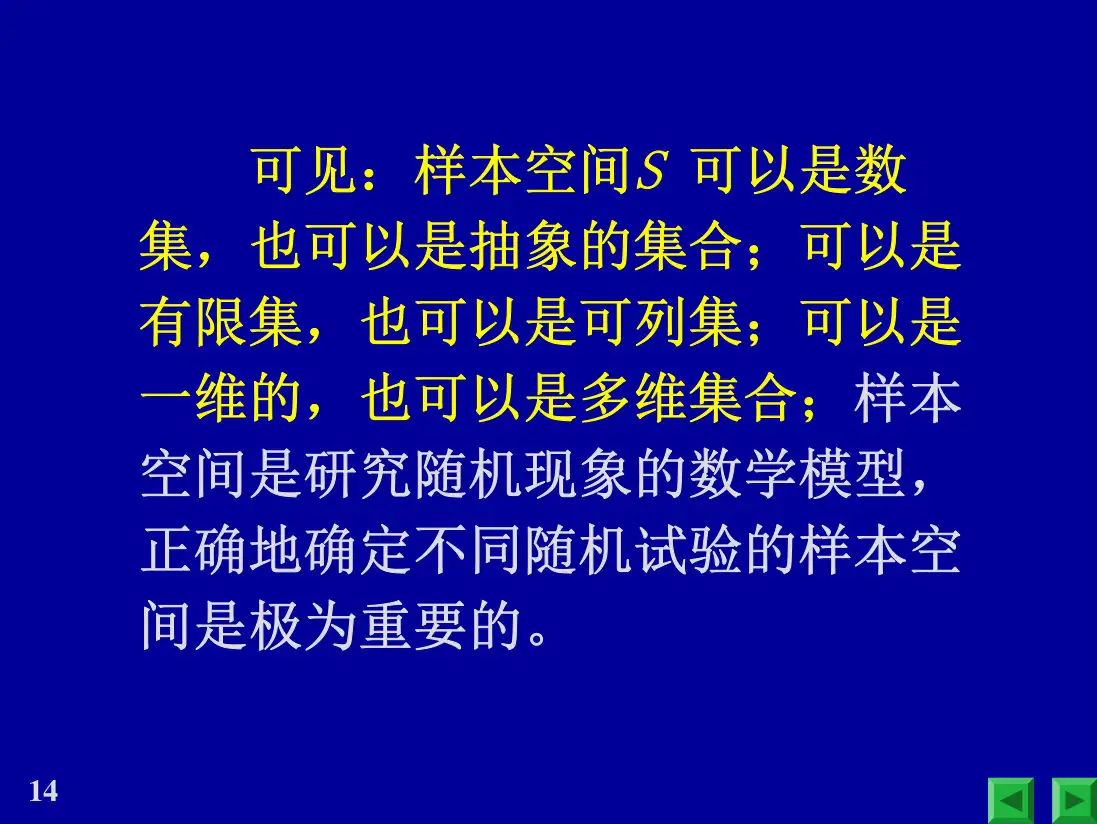 可见：样本空间S 可以是数
集，也可以是抽象的集合；可以是
有限集，也可以是可列集；可以是
一维的，也可以是多维集合；样本
空间是研究随机现象的数学模型，
正确地确定不同随机试验的样本空
间是极为重要的。
14